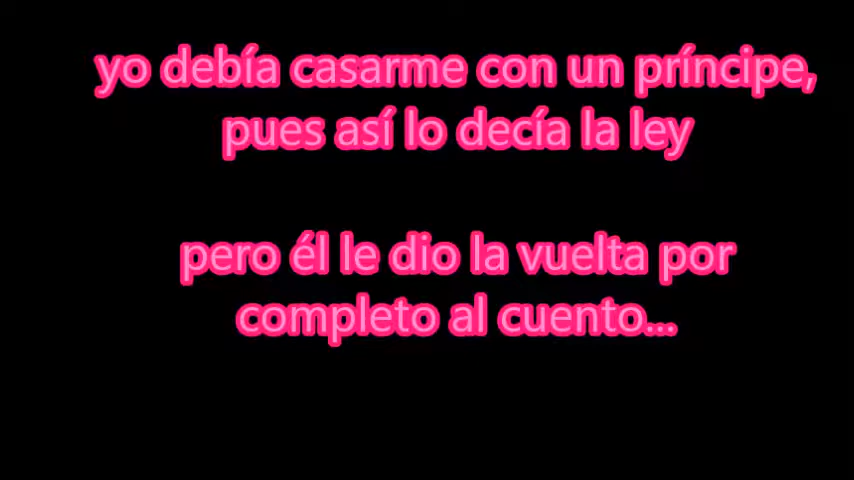 yo debía casarme con un príncipe,
pues así lo decía la ley
pero él le dio la vuelta por
completo al cuento...